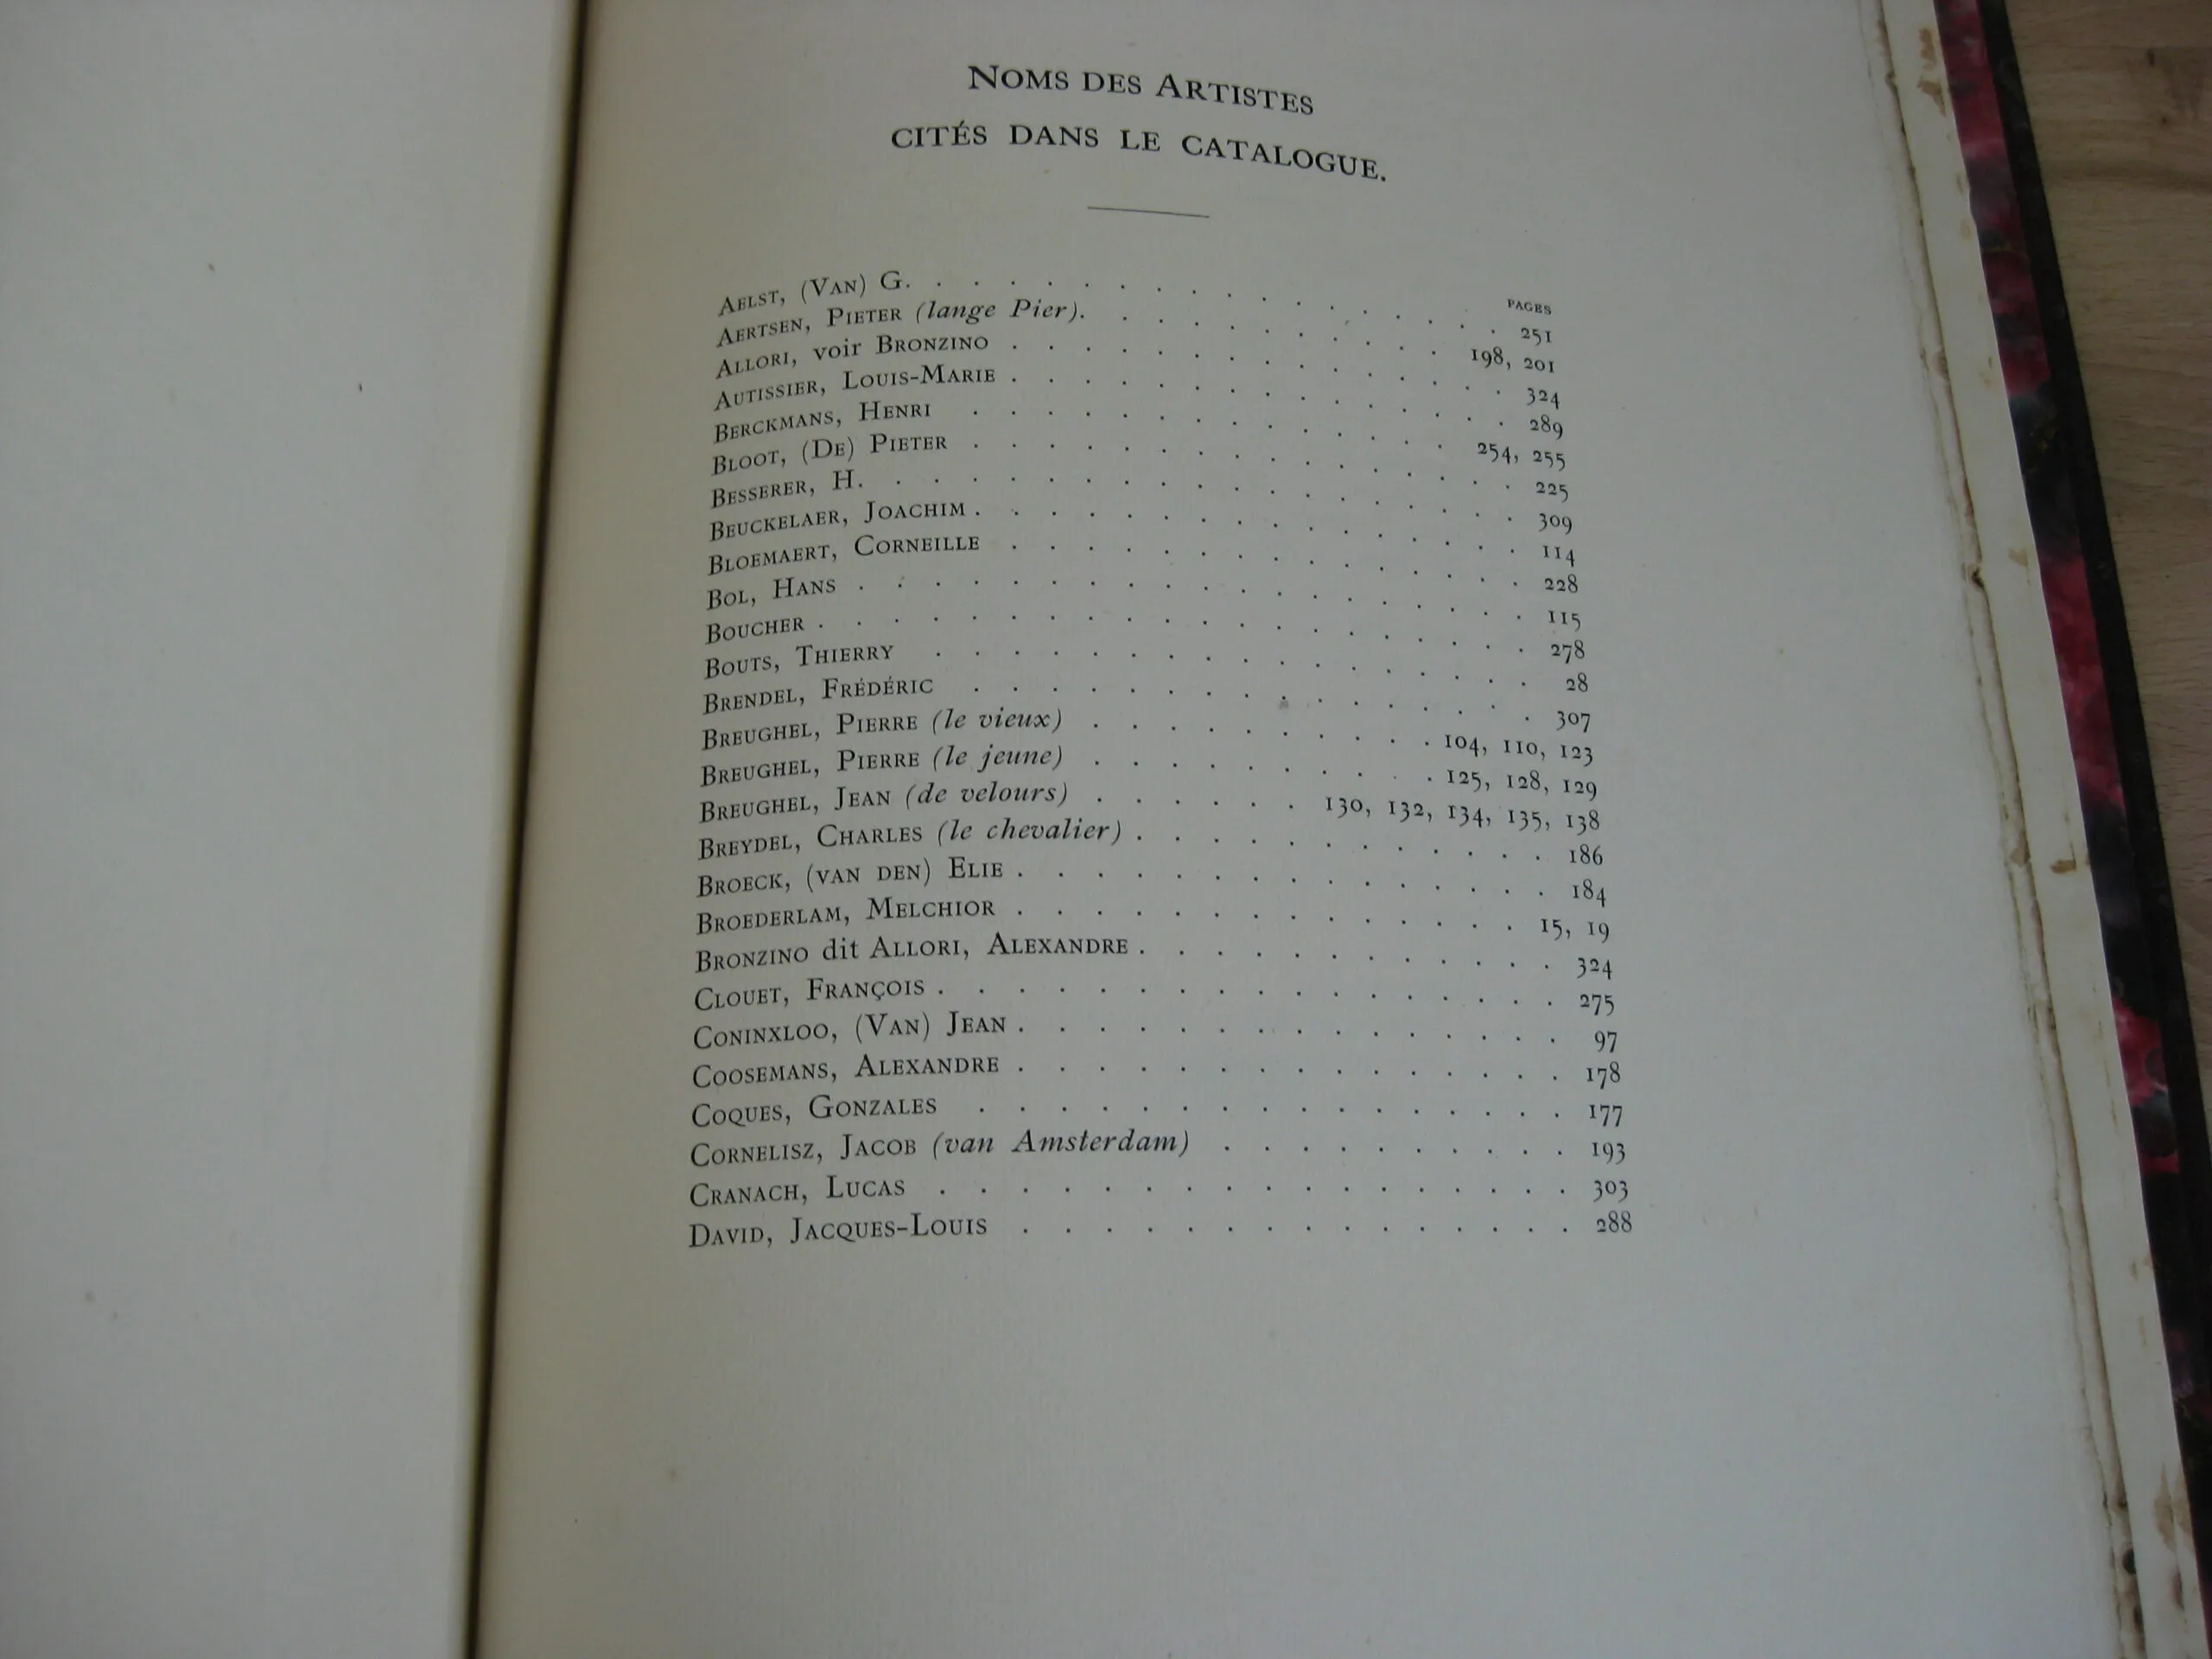 NOMS DES ARTISTES
CITÉS DANS LE CATALOGUE.
PAGES
AELST, (VAN) G. . . . . . . . . . . . . . . . . 251
AERTSEN, PIETER (lange Pier). . . . . . . . . . . 198, 201
ALLORI, voir BRONZINO . . . . . . . . . . . . . . 324
AUTISSIER, LOUIS-MARIE . . . . . . . . . . . . . . 289
BERCKMANS, HENRI . . . . . . . . . . . . . . 254, 255
BLOOT, (DE) PIETER . . . . . . . . . . . . . . . 225
BESSERER, H. . . . . . . . . . . . . . . . . . 309
BEUCKELAER, JOACHIM . . . . . . . . . . . . . . . 114
BLOEMAERT, CORNEILLE . . . . . . . . . . . . . . 228
BOL, HANS . . . . . . . . . . . . . . . . . . 115
BOUCHER . . . . . . . . . . . . . . . . . . . 278
BOUTS, THIERRY . . . . . . . . . . . . . . . . 28
BRENDEL, FRÉDÉRIC . . . . . . . . . . . . . . . 307
BREUGHEL, PIERRE (le vieux) . . . . . . . . . . 104, 110, 123
BREUGHEL, PIERRE (le jeune) . . . . . . . . . . 125, 128, 129
BREUGHEL, JEAN (de velours) . . . . . . 130, 132, 134, 135, 138
BREYDEL, CHARLES (le chevalier) . . . . . . . . . . . 186
BROECK, (VAN DEN) ELIE . . . . . . . . . . . . . . 184
BROEDERLAM, MELCHIOR . . . . . . . . . . . . . . 15, 19
BRONZINO dit ALLORI, ALEXANDRE . . . . . . . . . . . 324
CLOUET, FRANÇOIS . . . . . . . . . . . . . . . . 275
CONINXLOO, (VAN) JEAN . . . . . . . . . . . . . . 97
COOSEMANS, ALEXANDRE . . . . . . . . . . . . . . 178
COQUES, GONZALES . . . . . . . . . . . . . . . 177
CORNELISZ, JACOB (van Amsterdam) . . . . . . . . . . 193
CRANACH, LUCAS . . . . . . . . . . . . . . . . 303
DAVID, JACQUES-LOUIS . . . . . . . . . . . . . . 288